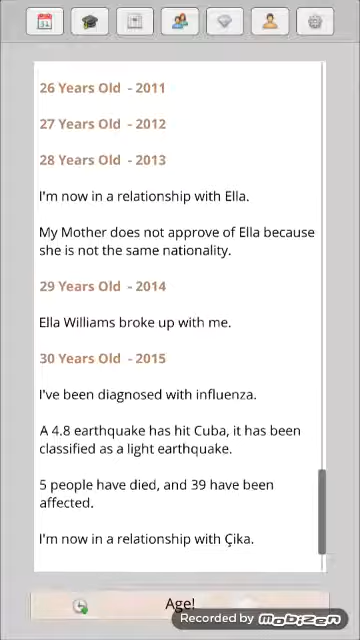 31
26 Years Old - 2011
27 Years Old - 2012
28 Years Old - 2013
I'm now in a relationship with Ella.
My Mother does not approve of Ella because
she is not the same nationality.
29 Years Old - 2014
Ella Williams broke up with me.
30 Years Old - 2015
I've been diagnosed with influenza.
A 4.8 earthquake has hit Cuba, it has been
classified as a light earthquake.
5 people have died, and 39 have been
affected.
I'm now in a relationship with Çika.
Age!
Recorded by mobizen